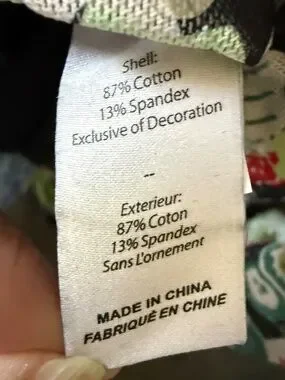 Shell:
87% Cotton
13% Spandex
Exclusive of Decoration
--
Exterieur:
87% Coton
13% Spandex
Sans L'ornement
MADE IN CHINA
FABRIQUÉ EN CHINE